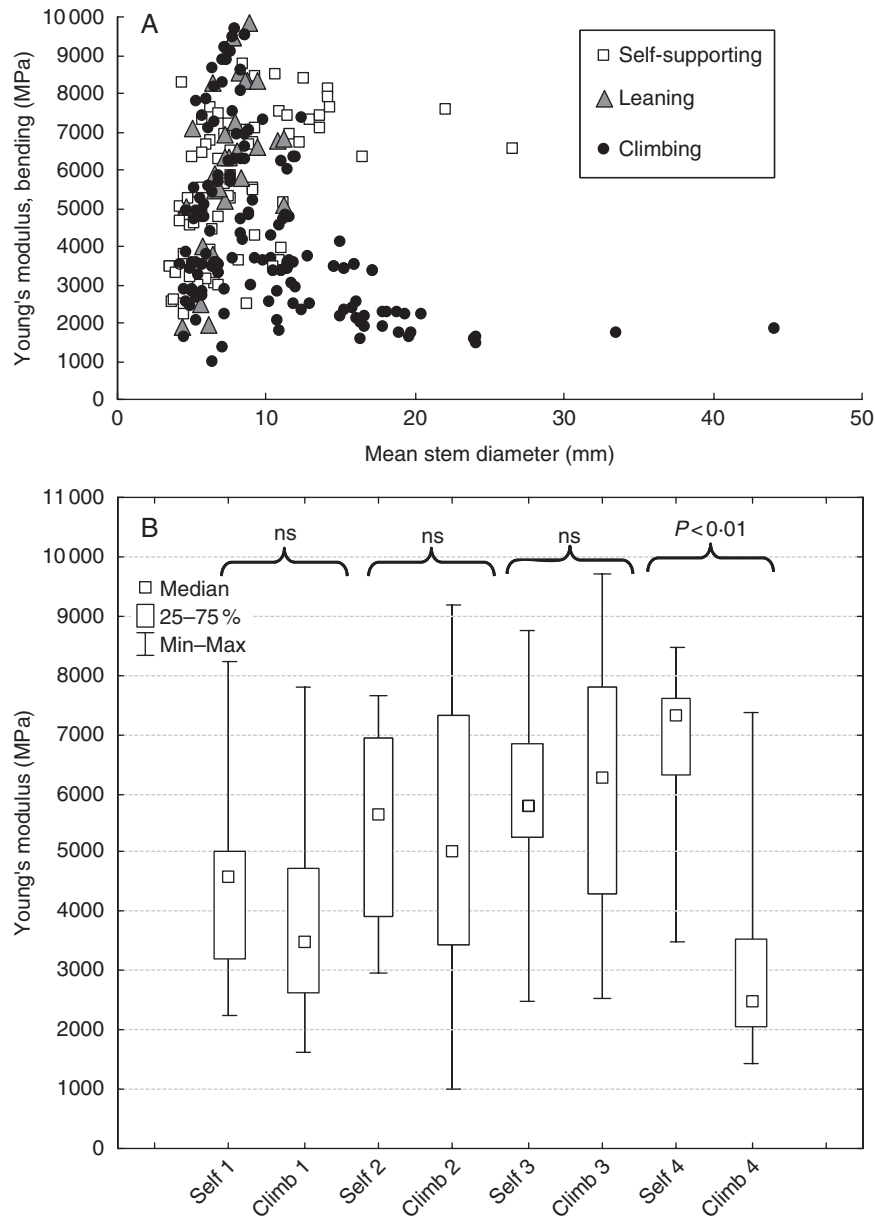 A
10 000
9000
8000
7000
6000
5000
4000
3000
2000
1000
0
Young's modulus, bending (MPa)
Self-supporting
Leaning
Climbing
0 10 20 30 40 50
Mean stem diameter (mm)
B
11 000
10 000
9000
8000
7000
6000
5000
4000
3000
2000
1000
0
Young's modulus (MPa)
ns ns ns P < 0·01
Median
25–75 %
Min–Max
Self 1 Climb 1 Self 2 Climb 2 Self 3 Climb 3 Self 4 Climb 4